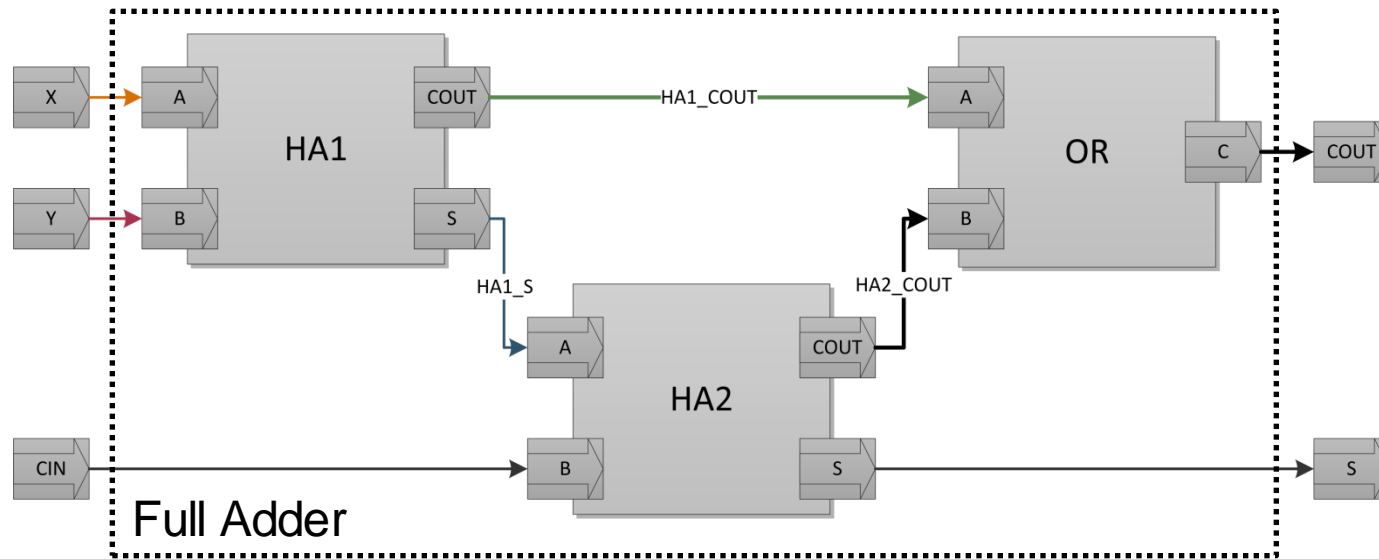 X
A
COUT
HA1_COUT
A
HA1
OR
C
COUT
Y
B
S
B
HA1_S
HA2_COUT
A
COUT
HA2
CIN
B
S
S
Full Adder